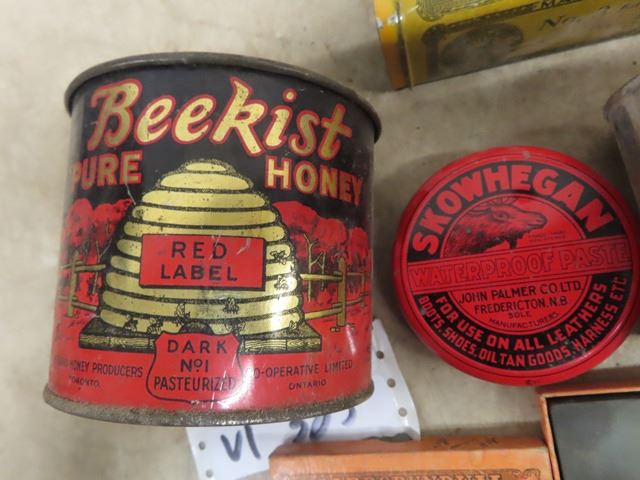 Beekist
PURE HONEY
RED
LABEL
DARK
No1
PASTEURIZED
HONEY PRODUCERS CO-OPERATIVE LIMITED
TORONTO ONTARIO
SKOWHEGAN
WATERPROOF PASTE
JOHN PALMER CO LTD.
FREDERICTON, N.B
SOLE
MANUFACTURERS
FOR USE ON ALL LEATHERS
BOOTS, SHOES, OIL TAN GOODS, HARNESS ETC